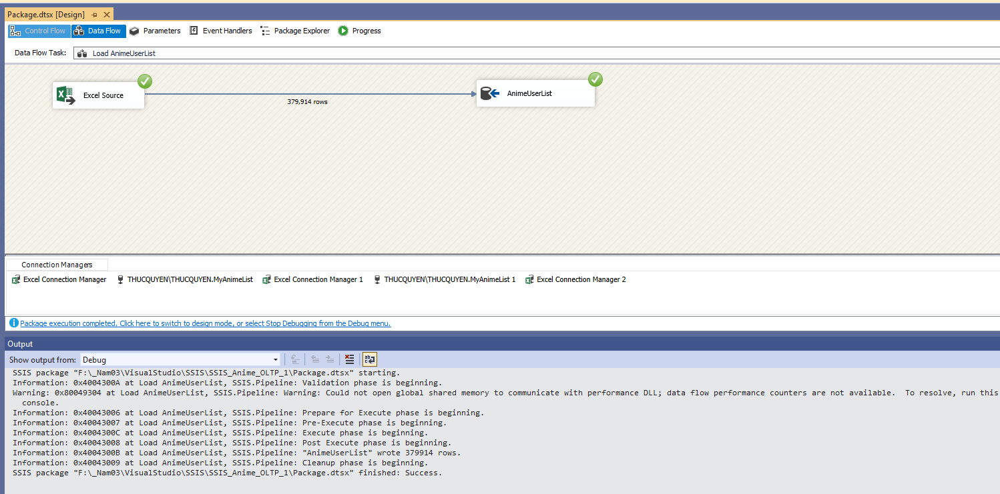 Package.dtsx [Design]
Control Flow Data Flow Parameters Event Handlers Package Explorer Progress
Data Flow Task: Load AnimeUserList
Excel Source
379,914 rows
AnimeUserList
Connection Managers
Excel Connection Manager THUCQUYEN\THUCQUYEN.MyAnimeList Excel Connection Manager 1 THUCQUYEN\THUCQUYEN.MyAnimeList 1 Excel Connection Manager 2
Package execution completed. Click here to switch to design mode, or select Stop Debugging from the Debug menu.
Output
Show output from: Debug
SSIS package "F:\_Nam03\VisualStudio\SSIS\SSIS_Anime_OLTP_1\Package.dtsx" starting.
Information: 0x4004300A at Load AnimeUserList, SSIS.Pipeline: Validation phase is beginning.
Warning: 0x80049304 at Load AnimeUserList, SSIS.Pipeline: Warning: Could not open global shared memory to communicate with performance DLL; data flow performance counters are not available.  To resolve, run this
console.
Information: 0x40043006 at Load AnimeUserList, SSIS.Pipeline: Prepare for Execute phase is beginning.
Information: 0x40043007 at Load AnimeUserList, SSIS.Pipeline: Pre-Execute phase is beginning.
Information: 0x4004300C at Load AnimeUserList, SSIS.Pipeline: Execute phase is beginning.
Information: 0x40043008 at Load AnimeUserList, SSIS.Pipeline: Post Execute phase is beginning.
Information: 0x4004300B at Load AnimeUserList, SSIS.Pipeline: "AnimeUserList" wrote 379914 rows.
Information: 0x40043009 at Load AnimeUserList, SSIS.Pipeline: Cleanup phase is beginning.
SSIS package "F:\_Nam03\VisualStudio\SSIS\SSIS_Anime_OLTP_1\Package.dtsx" finished: Success.